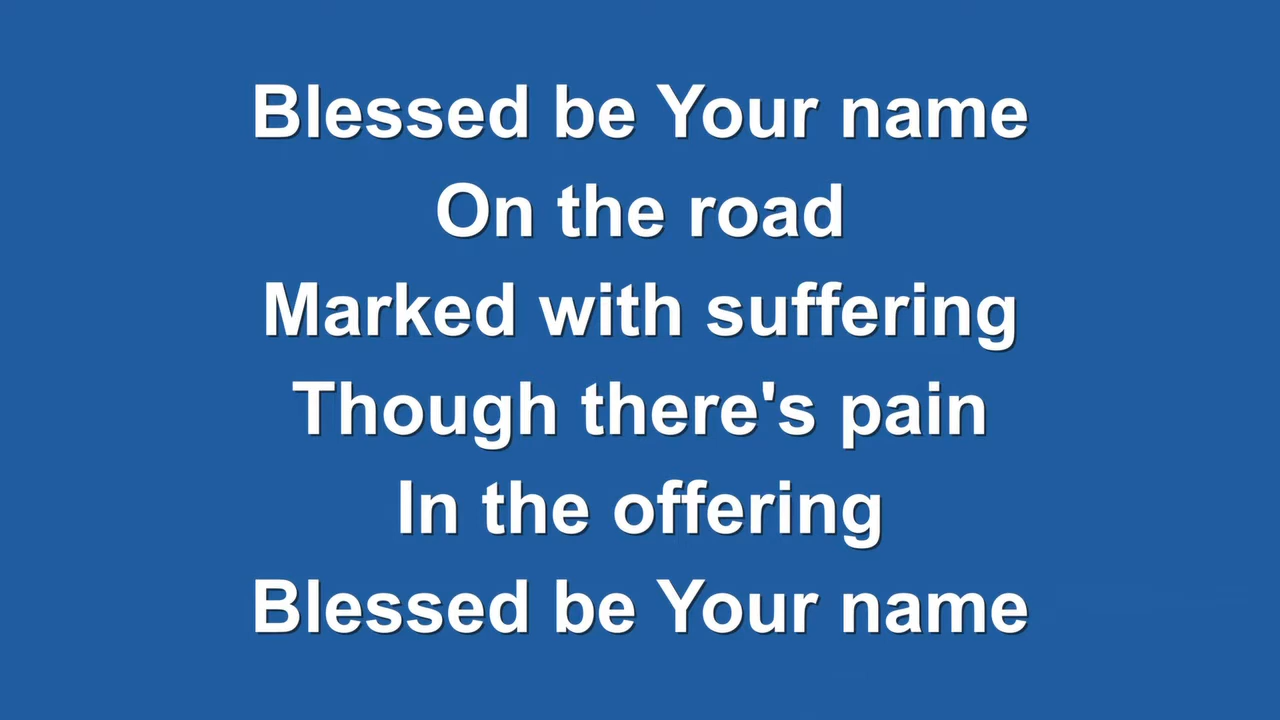 Blessed be Your name
On the road
Marked with suffering
Though there's pain
In the offering
Blessed be Your name